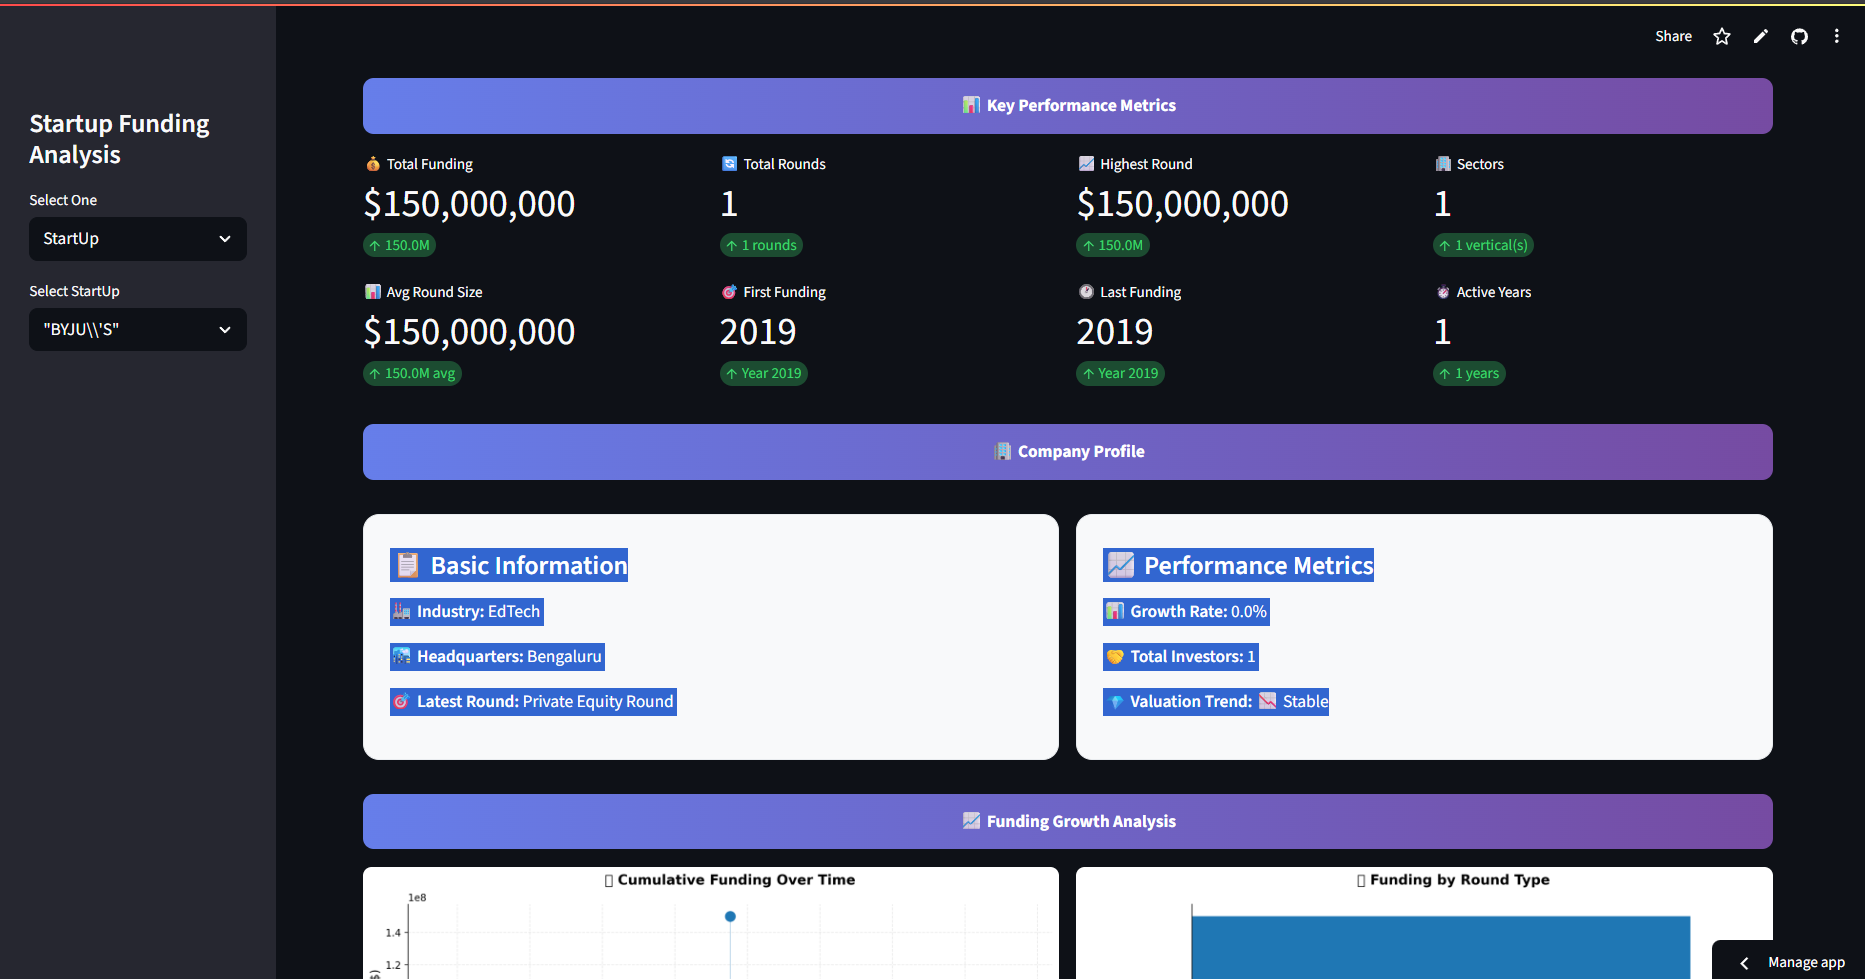 Share
Startup Funding
Analysis
Select One
StartUp
Select StartUp
"BYJU\\'S"
📊 Key Performance Metrics
💰 Total Funding
$150,000,000
↑ 150.0M
🔄 Total Rounds
1
↑ 1 rounds
📈 Highest Round
$150,000,000
↑ 150.0M
🏢 Sectors
1
↑ 1 vertical(s)
📊 Avg Round Size
$150,000,000
↑ 150.0M avg
🎯 First Funding
2019
↑ Year 2019
🕐 Last Funding
2019
↑ Year 2019
⏰ Active Years
1
↑ 1 years
🏢 Company Profile
📋 Basic Information
🏭 Industry: EdTech
🏙 Headquarters: Bengaluru
🎯 Latest Round: Private Equity Round
📈 Performance Metrics
📊 Growth Rate: 0.0%
🤝 Total Investors: 1
💎 Valuation Trend: 📉 Stable
📈 Funding Growth Analysis
Cumulative Funding Over Time
1e8
1.4
1.2
Funding by Round Type
Manage app